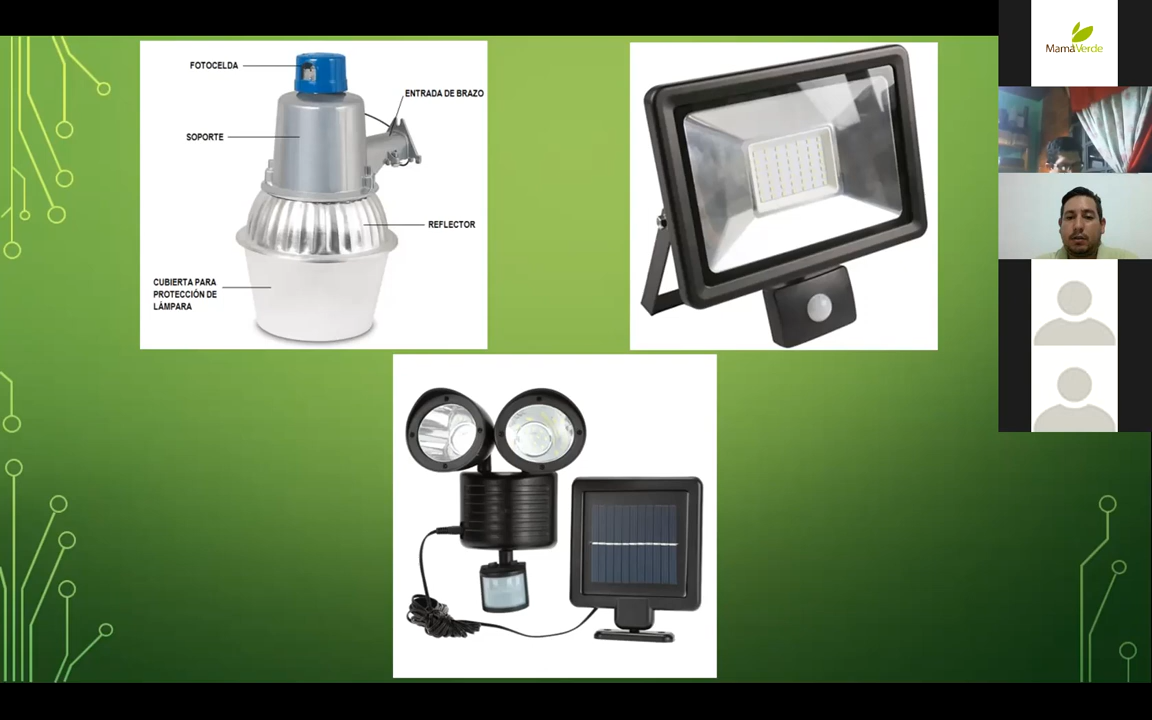 FOTOCELDA
ENTRADA DE BRAZO
SOPORTE
REFLECTOR
CUBIERTA PARA
PROTECCIÓN DE
LÁMPARA
MamáVerde